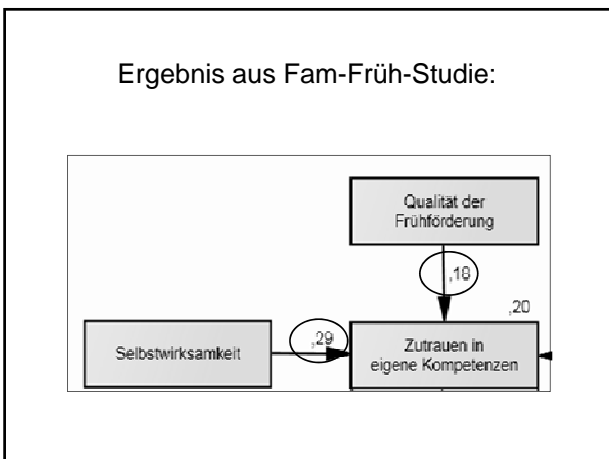 Ergebnis aus Fam-Früh-Studie:
Qualität der
Frühförderung
,18
,20
Selbstwirksamkeit
,29
Zutrauen in
eigene Kompetenzen